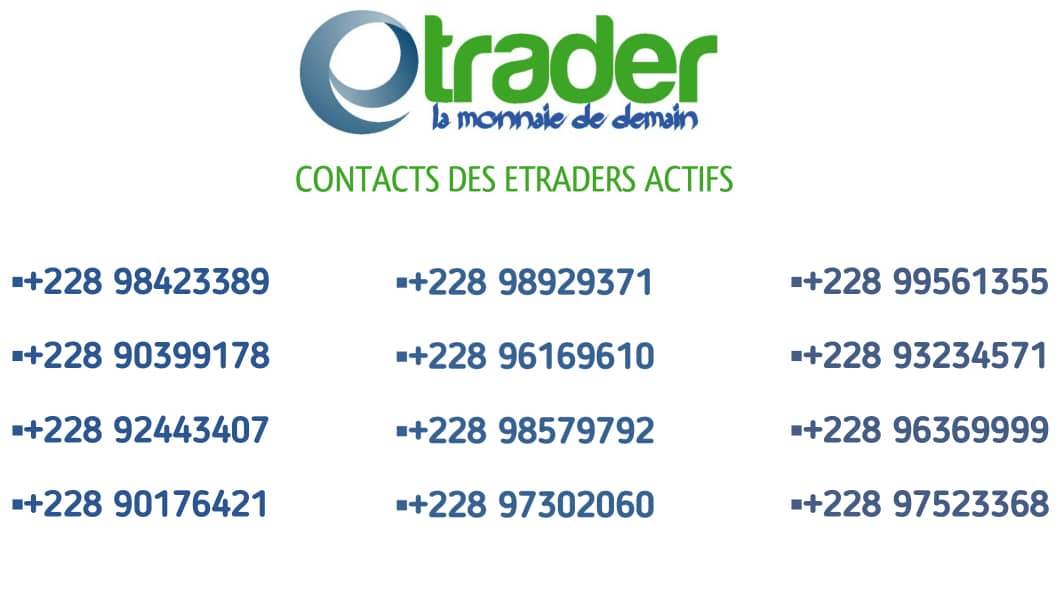 etrader
la monnaie de demain
CONTACTS DES ETRADERS ACTIFS
▪+228 98423389 ▪+228 98929371 ▪+228 99561355
▪+228 90399178 ▪+228 96169610 ▪+228 93234571
▪+228 92443407 ▪+228 98579792 ▪+228 96369999
▪+228 90176421 ▪+228 97302060 ▪+228 97523368